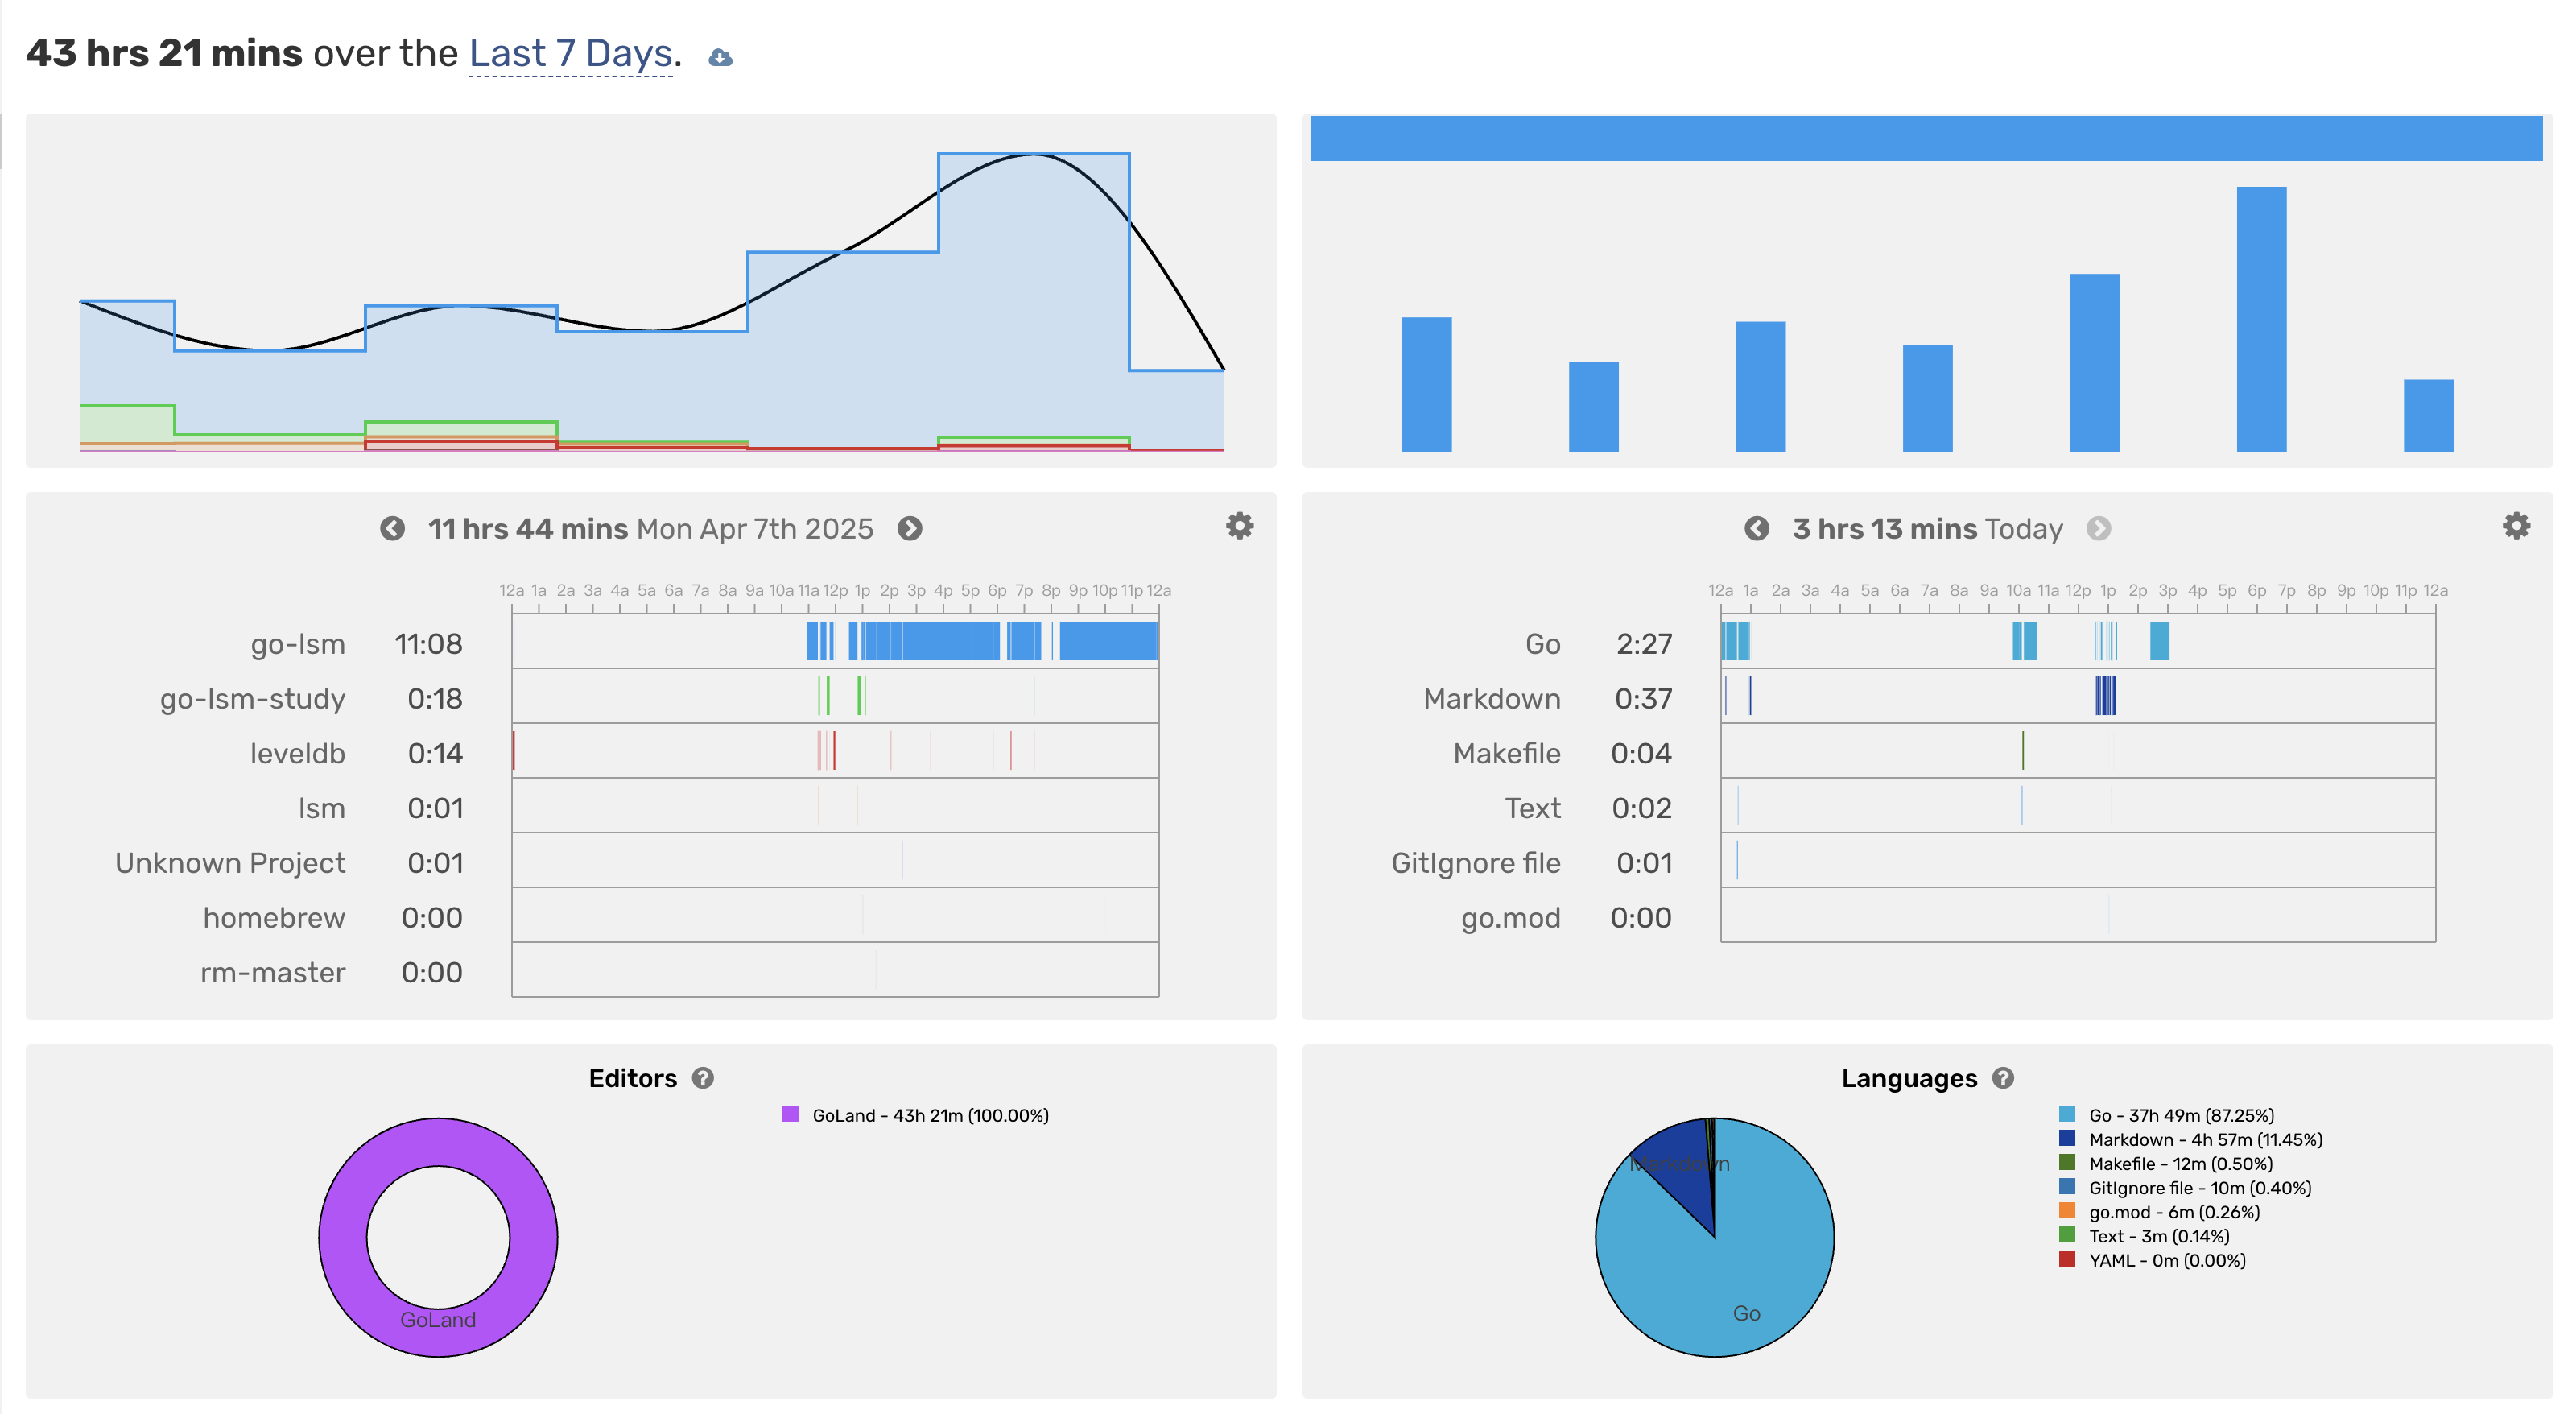 43 hrs 21 mins over the Last 7 Days.
11 hrs 44 mins Mon Apr 7th 2025
12a 1a 2a 3a 4a 5a 6a 7a 8a 9a 10a 11a 12p 1p 2p 3p 4p 5p 6p 7p 8p 9p 10p 11p 12a
go-lsm 11:08
go-lsm-study 0:18
leveldb 0:14
lsm 0:01
Unknown Project 0:01
homebrew 0:00
rm-master 0:00
3 hrs 13 mins Today
12a 1a 2a 3a 4a 5a 6a 7a 8a 9a 10a 11a 12p 1p 2p 3p 4p 5p 6p 7p 8p 9p 10p 11p 12a
Go 2:27
Markdown 0:37
Makefile 0:04
Text 0:02
GitIgnore file 0:01
go.mod 0:00
Editors
GoLand - 43h 21m (100.00%)
GoLand
Languages
Go - 37h 49m (87.25%)
Markdown - 4h 57m (11.45%)
Makefile - 12m (0.50%)
GitIgnore file - 10m (0.40%)
go.mod - 6m (0.26%)
Text - 3m (0.14%)
YAML - 0m (0.00%)
Markdown
Go